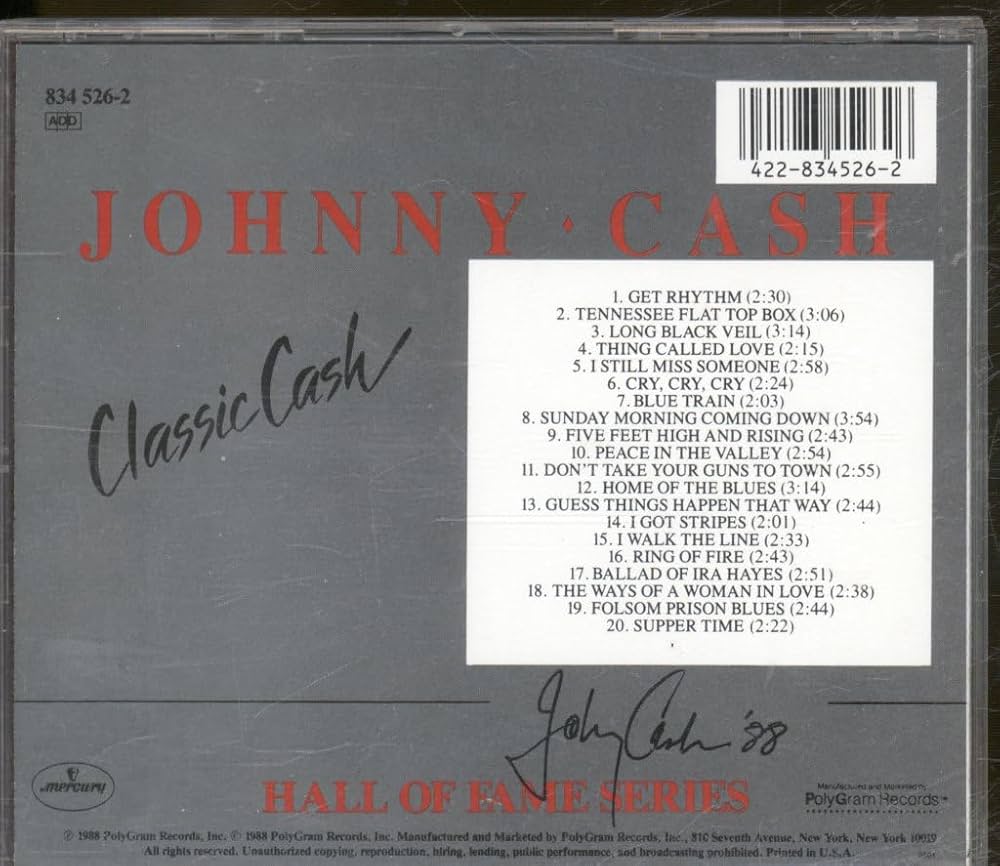 834 526-2
ADD
422-834526-2
JOHNNY · CASH
Classic Cash
1. GET RHYTHM (2:30)
2. TENNESSEE FLAT TOP BOX (3:06)
3. LONG BLACK VEIL (3:14)
4. THING CALLED LOVE (2:15)
5. I STILL MISS SOMEONE (2:58)
6. CRY, CRY, CRY (2:24)
7. BLUE TRAIN (2:03)
8. SUNDAY MORNING COMING DOWN (3:54)
9. FIVE FEET HIGH AND RISING (2:43)
10. PEACE IN THE VALLEY (2:54)
11. DON'T TAKE YOUR GUNS TO TOWN (2:55)
12. HOME OF THE BLUES (3:14)
13. GUESS THINGS HAPPEN THAT WAY (2:44)
14. I GOT STRIPES (2:01)
15. I WALK THE LINE (2:33)
16. RING OF FIRE (2:43)
17. BALLAD OF IRA HAYES (2:51)
18. THE WAYS OF A WOMAN IN LOVE (2:38)
19. FOLSOM PRISON BLUES (2:44)
20. SUPPER TIME (2:22)
Johnny Cash '88
mercury
HALL OF FAME SERIES
Manufactured and Marketed by
PolyGram Records™
℗ 1988 PolyGram Records, Inc. © 1988 PolyGram Records, Inc. Manufactured and Marketed by PolyGram Records, Inc., 810 Seventh Avenue, New York, New York 10019
All rights reserved. Unauthorized copying, reproduction, hiring, lending, public performance, and broadcasting prohibited. Printed in U.S.A.